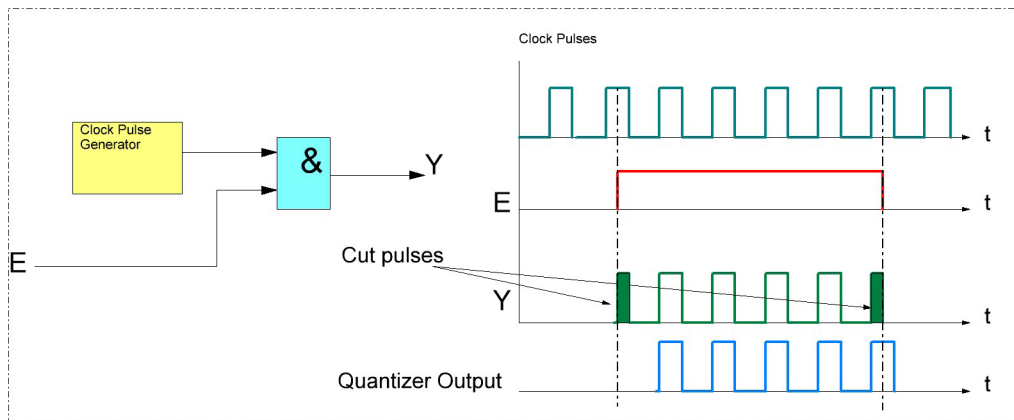 Clock Pulses
Clock Pulse
Generator
&
Y
E
t
E
t
Cut pulses
Y
t
Quantizer Output
t